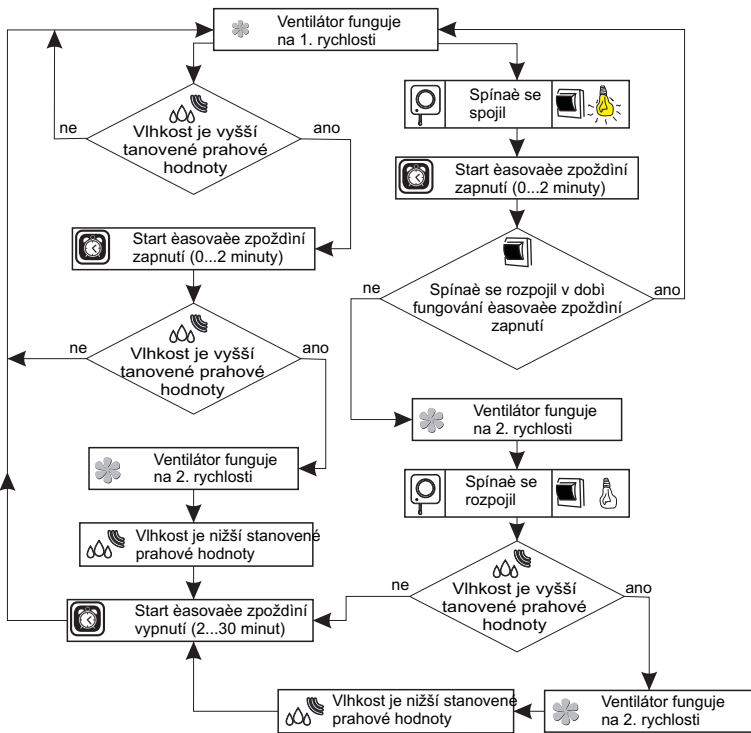 Ventilátor funguje
na 1. rychlosti
ne
Vlhkost je vyšší
tanovené prahové
hodnoty
ano
Spínaè se
spojil
Start èasovaèe zpoždìní
zapnutí (0...2 minuty)
Start èasovaèe zpoždìní
zapnutí (0...2 minuty)
ne
Spínaè se rozpojil v dobì
fungování èasovaèe zpoždìní
zapnutí
ano
ne
Vlhkost je vyšší
tanovené prahové
hodnoty
ano
Ventilátor funguje
na 2. rychlosti
Ventilátor funguje
na 2. rychlosti
Spínaè se
rozpojil
Vlhkost je nižší stanovené
prahové hodnoty
ne
Vlhkost je vyšší
tanovené prahové
hodnoty
ano
Start èasovaèe zpoždìní
vypnutí (2...30 minut)
Vlhkost je nižší stanovené
prahové hodnoty
Ventilátor funguje
na 2. rychlosti